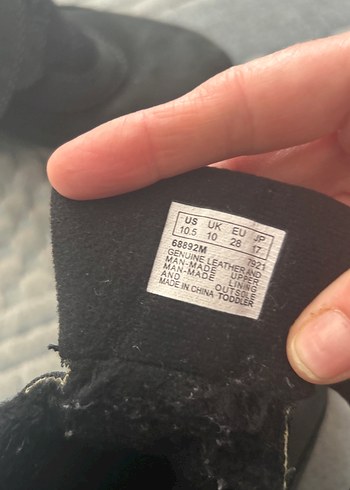 US UK EU JP
10.5 10 28 17
68892M 7821
GENUINE LEATHER AND
MAN-MADE UPPER
MAN-MADE LINING
AND OUTSOLE
MADE IN CHINA TODDLER